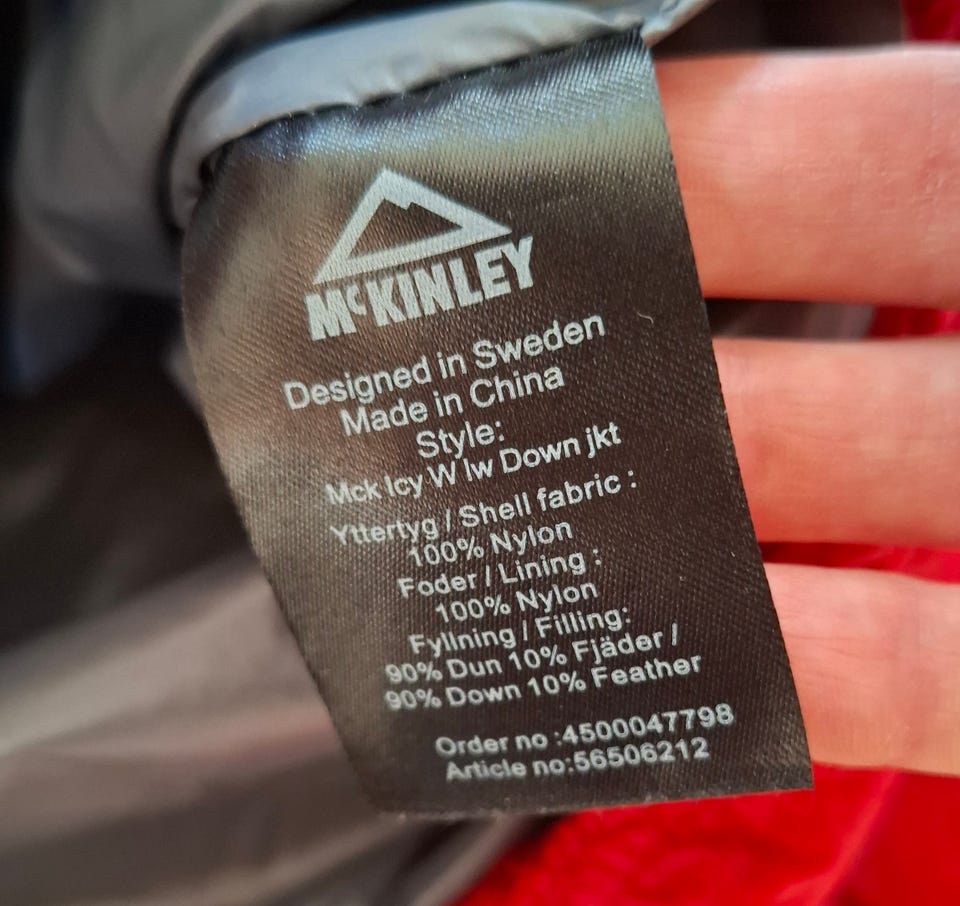 McKINLEY
Designed in Sweden
Made in China
Style:
Mck Icy W lw Down jkt
Yttertyg / Shell fabric :
100% Nylon
Foder / Lining :
100% Nylon
Fyllning / Filling:
90% Dun 10% Fjäder /
90% Down 10% Feather
Order no :4500047798
Article no:56506212